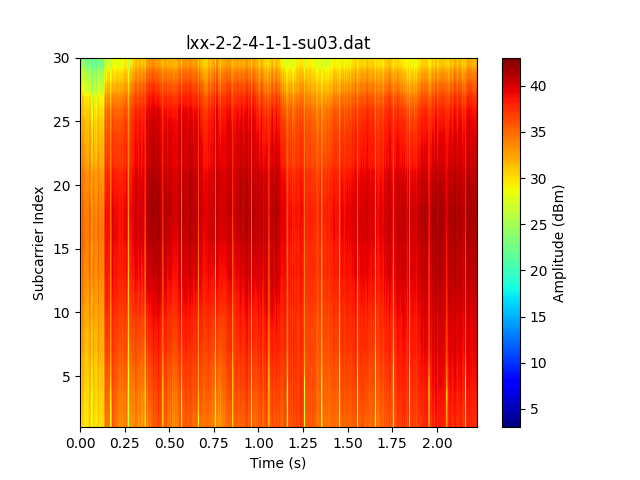 lxx-2-2-4-1-1-su03.dat
30
25
20
15
10
5
Subcarrier Index
0.00 0.25 0.50 0.75 1.00 1.25 1.50 1.75 2.00
Time (s)
40
35
30
25
20
15
10
5
Amplitude (dBm)